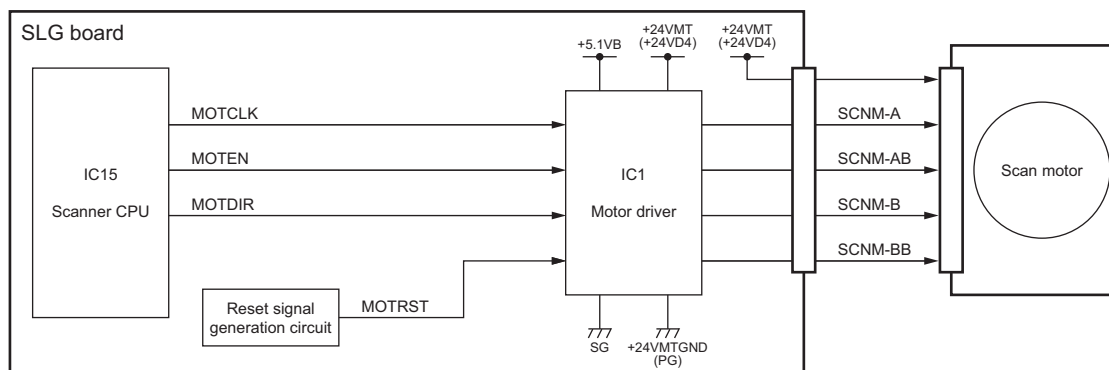 SLG board
+5.1VB
+24VMT
(+24VD4)
+24VMT
(+24VD4)
MOTCLK
MOTEN
MOTDIR
IC15
Scanner CPU
IC1
Motor driver
SCNM-A
SCNM-AB
SCNM-B
SCNM-BB
Scan motor
Reset signal
generation circuit
MOTRST
SG
+24VMTGND
(PG)